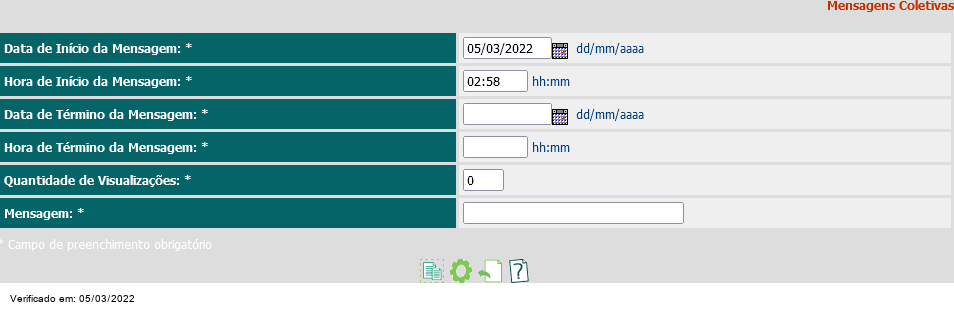 Mensagens Coletivas
Data de Início da Mensagem: * 05/03/2022 dd/mm/aaaa
Hora de Início da Mensagem: * 02:58 hh:mm
Data de Término da Mensagem: * dd/mm/aaaa
Hora de Término da Mensagem: * hh:mm
Quantidade de Visualizações: * 0
Mensagem: *
* Campo de preenchimento obrigatório
Verificado em: 05/03/2022